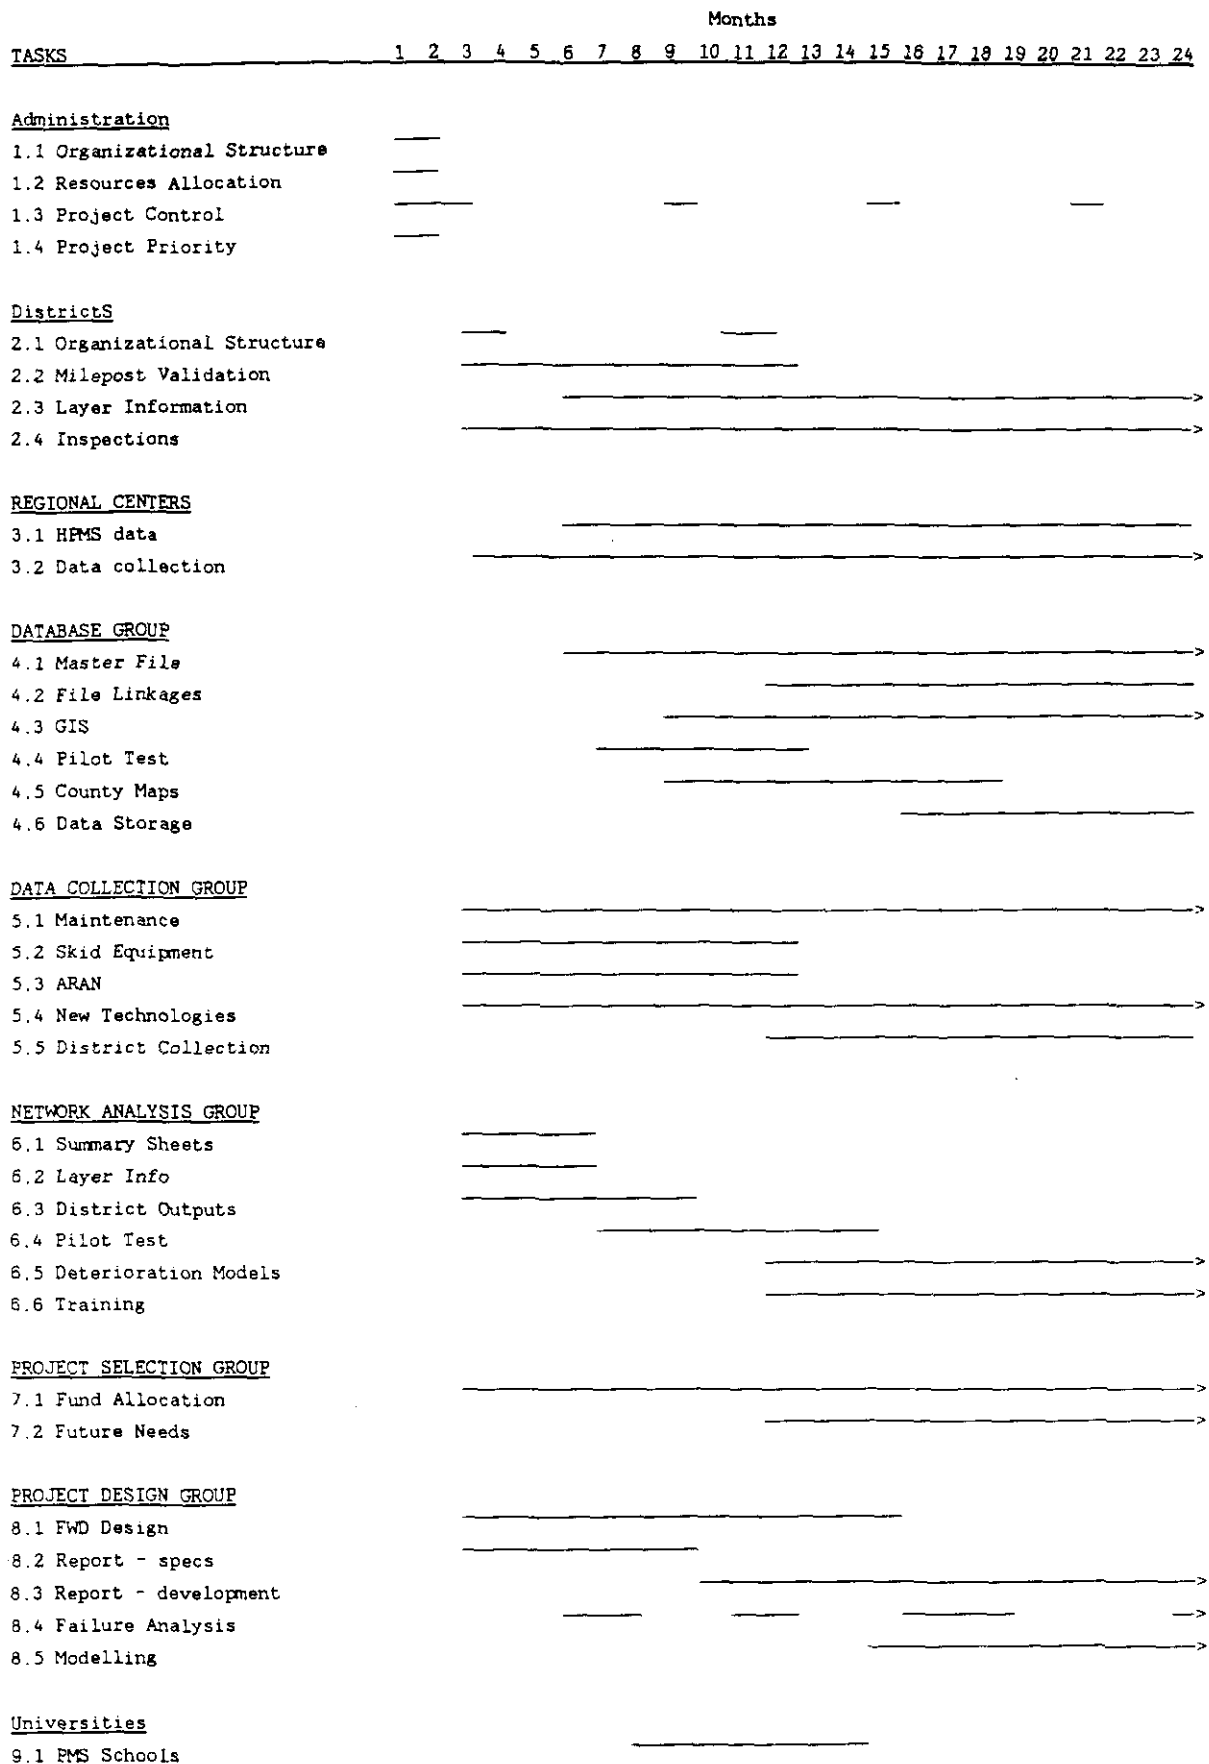 Months
TASKS 1 2 3 4 5 6 7 8 9 10 11 12 13 14 15 16 17 18 19 20 21 22 23 24
Administration
1.1 Organizational Structure
1.2 Resources Allocation
1.3 Project Control
1.4 Project Priority
DistrictS
2.1 Organizational Structure
2.2 Milepost Validation
2.3 Layer Information
2.4 Inspections
REGIONAL CENTERS
3.1 HPMS data
3.2 Data collection
DATABASE GROUP
4.1 Master File
4.2 File Linkages
4.3 GIS
4.4 Pilot Test
4.5 County Maps
4.6 Data Storage
DATA COLLECTION GROUP
5.1 Maintenance
5.2 Skid Equipment
5.3 ARAN
5.4 New Technologies
5.5 District Collection
NETWORK ANALYSIS GROUP
6.1 Summary Sheets
6.2 Layer Info
6.3 District Outputs
6.4 Pilot Test
6.5 Deterioration Models
6.6 Training
PROJECT SELECTION GROUP
7.1 Fund Allocation
7.2 Future Needs
PROJECT DESIGN GROUP
8.1 FWD Design
8.2 Report - specs
8.3 Report - development
8.4 Failure Analysis
8.5 Modelling
Universities
9.1 PMS Schools